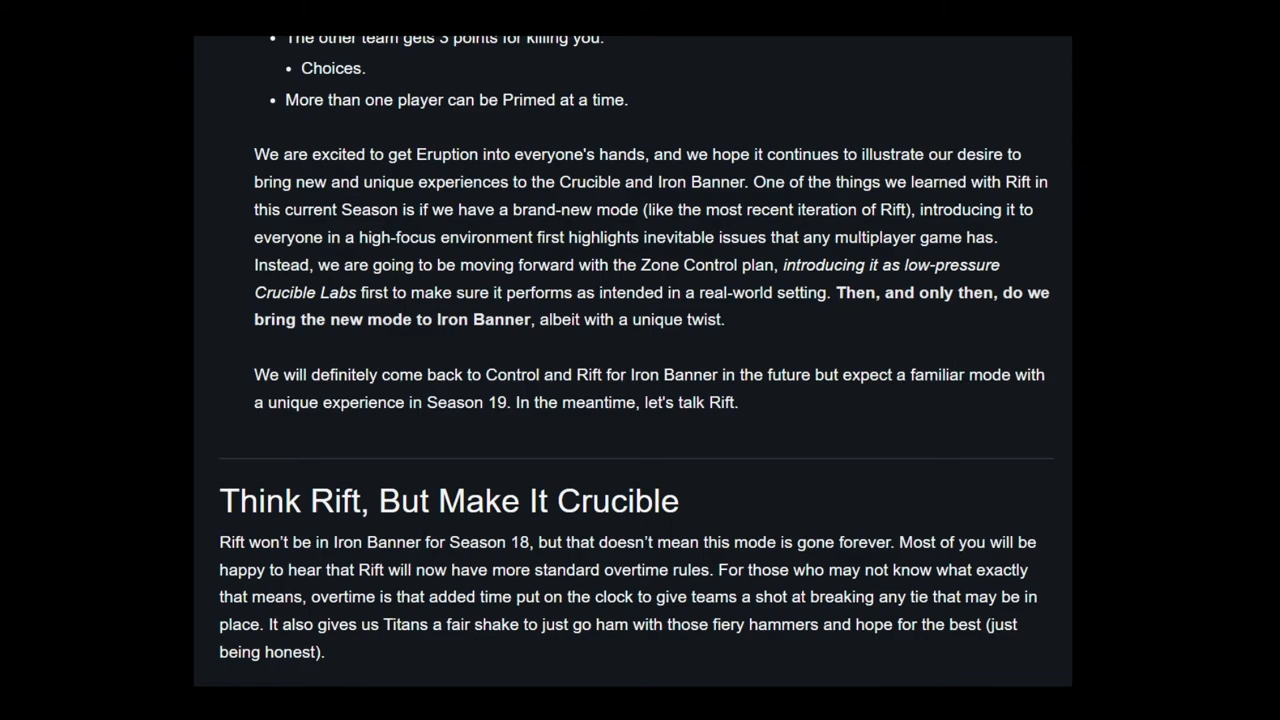 • The other team gets 3 points for killing you.
• Choices.
• More than one player can be Primed at a time.
We are excited to get Eruption into everyone's hands, and we hope it continues to illustrate our desire to
bring new and unique experiences to the Crucible and Iron Banner. One of the things we learned with Rift in
this current Season is if we have a brand-new mode (like the most recent iteration of Rift), introducing it to
everyone in a high-focus environment first highlights inevitable issues that any multiplayer game has.
Instead, we are going to be moving forward with the Zone Control plan, introducing it as low-pressure
Crucible Labs first to make sure it performs as intended in a real-world setting. Then, and only then, do we
bring the new mode to Iron Banner, albeit with a unique twist.
We will definitely come back to Control and Rift for Iron Banner in the future but expect a familiar mode with
a unique experience in Season 19. In the meantime, let's talk Rift.
Think Rift, But Make It Crucible
Rift won’t be in Iron Banner for Season 18, but that doesn’t mean this mode is gone forever. Most of you will be
happy to hear that Rift will now have more standard overtime rules. For those who may not know what exactly
that means, overtime is that added time put on the clock to give teams a shot at breaking any tie that may be in
place. It also gives us Titans a fair shake to just go ham with those fiery hammers and hope for the best (just
being honest).